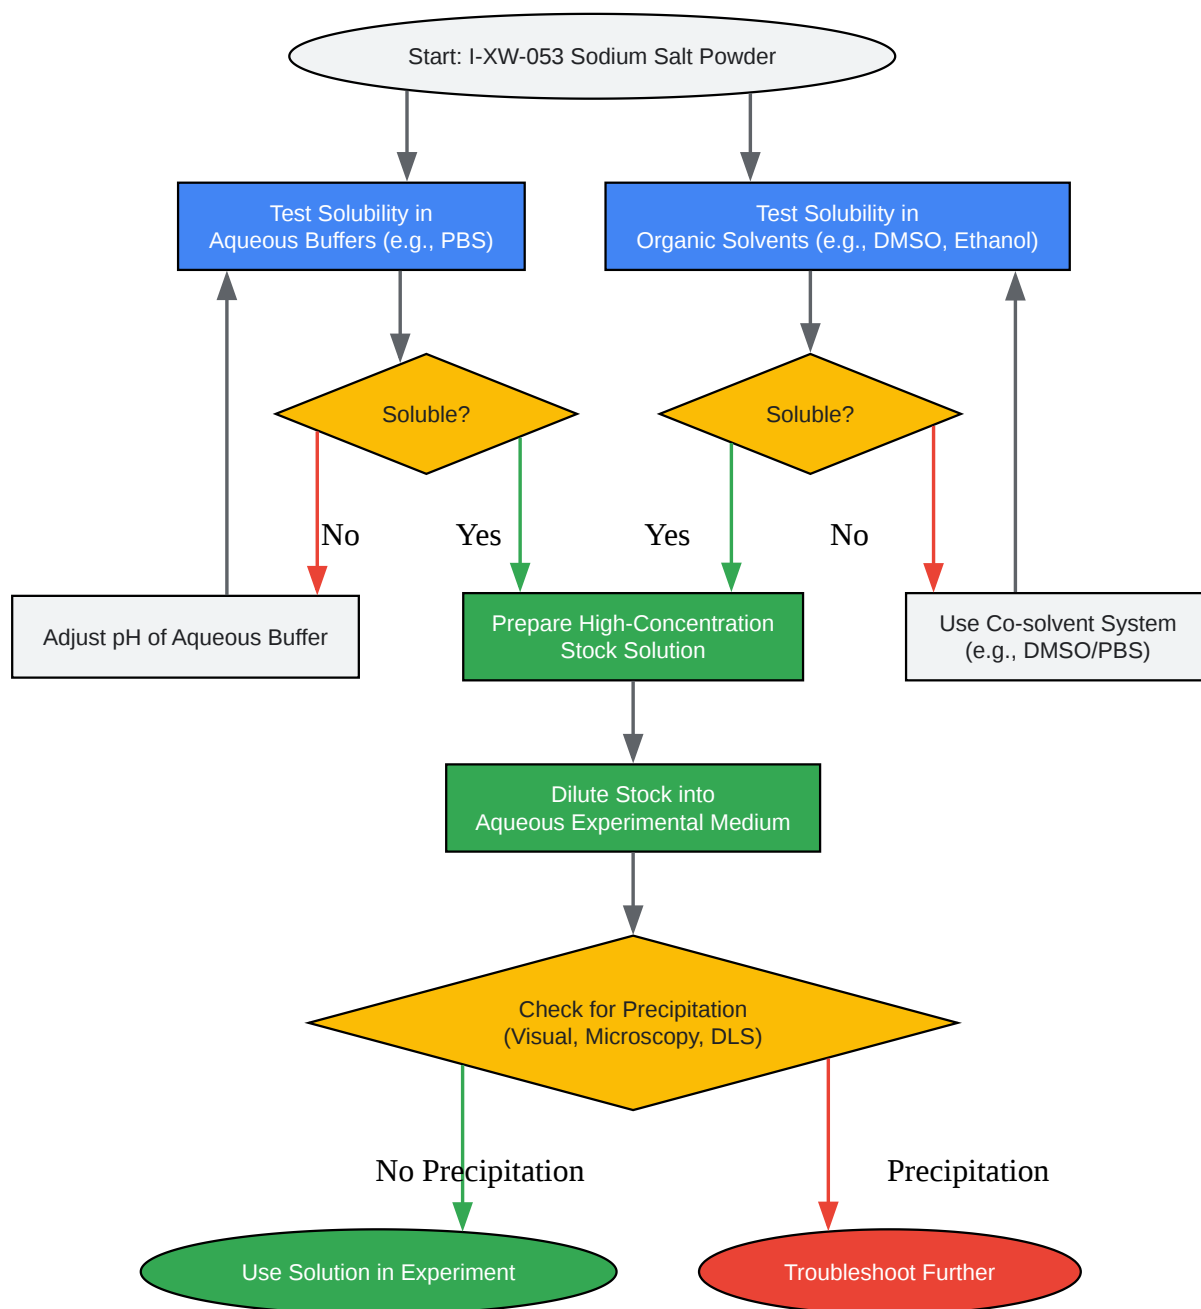 Start: I-XW-053 Sodium Salt Powder
Test Solubility in
Aqueous Buffers (e.g., PBS)
Test Solubility in
Organic Solvents (e.g., DMSO, Ethanol)
Soluble?
Soluble?
No
Yes
Yes
No
Adjust pH of Aqueous Buffer
Prepare High-Concentration
Stock Solution
Use Co-solvent System
(e.g., DMSO/PBS)
Dilute Stock into
Aqueous Experimental Medium
Check for Precipitation
(Visual, Microscopy, DLS)
No Precipitation
Precipitation
Use Solution in Experiment
Troubleshoot Further